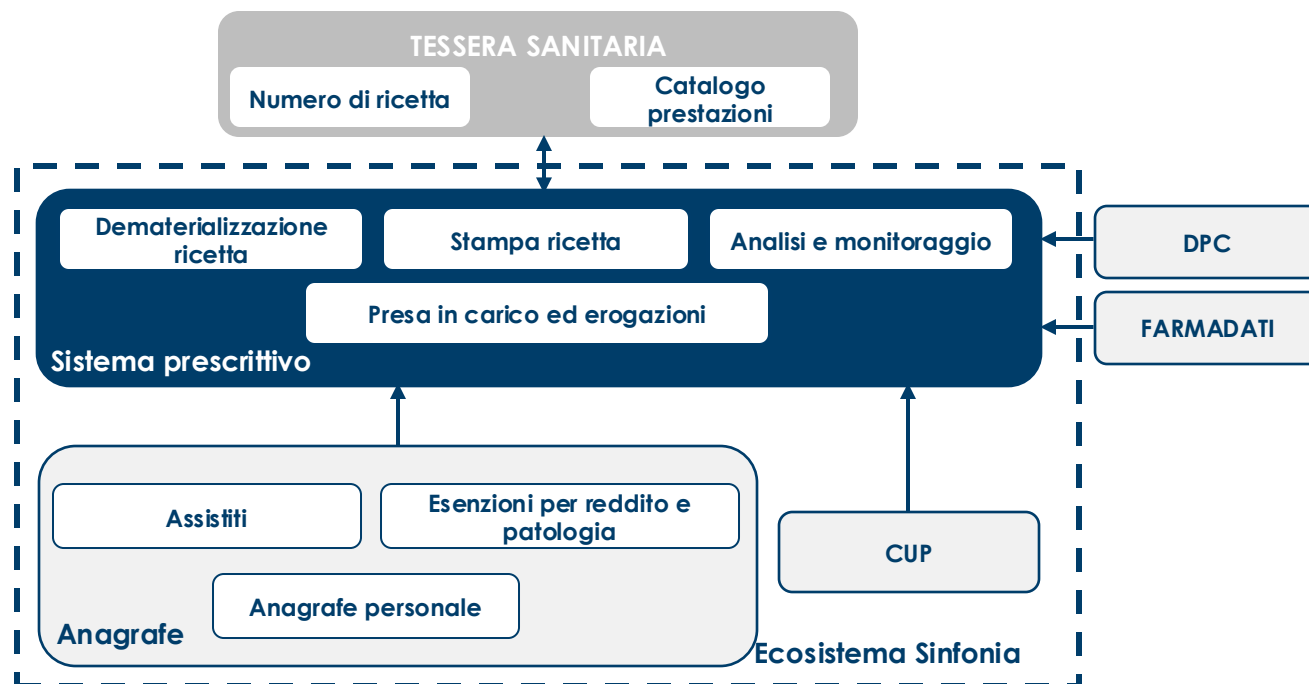 TESSERA SANITARIA
Numero di ricetta
Catalogo
prestazioni
Dematerializzazione
ricetta
Stampa ricetta
Analisi e monitoraggio
Presa in carico ed erogazioni
Sistema prescrittivo
DPC
FARMADATI
Assistiti
Esenzioni per reddito e
patologia
Anagrafe personale
Anagrafe
CUP
Ecosistema Sinfonia